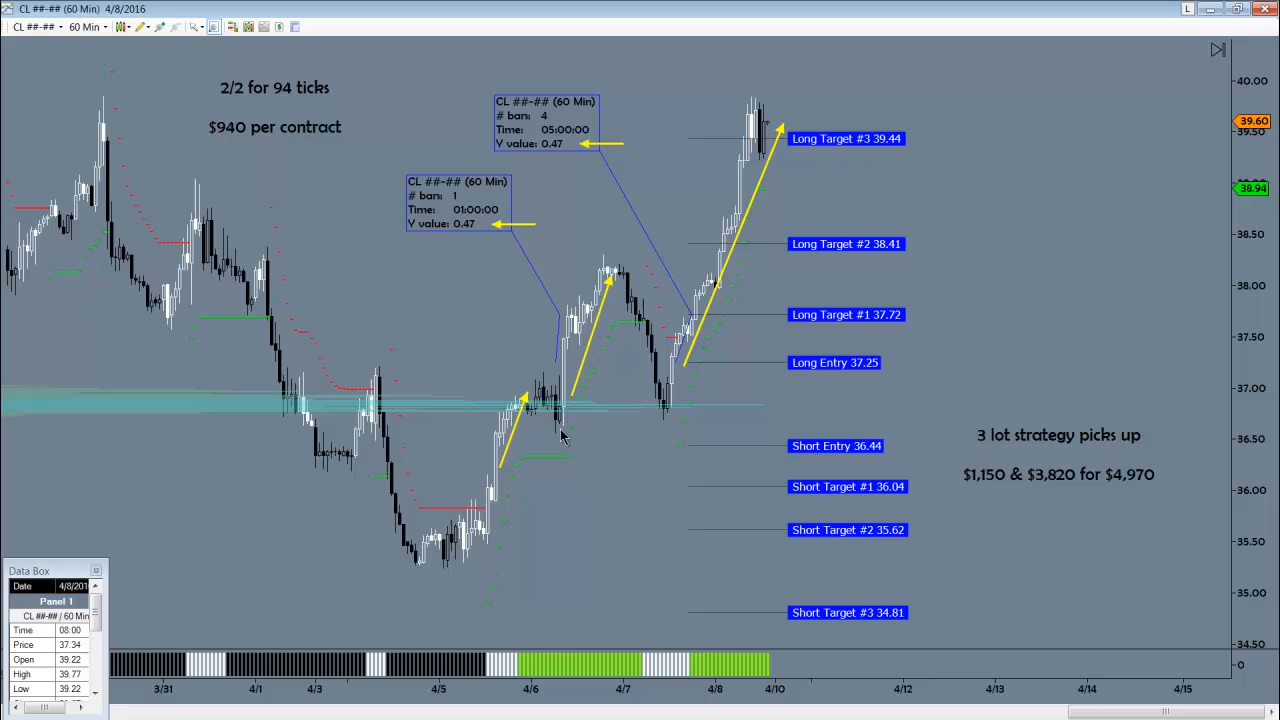 CL ##-## (60 Min) 4/8/2016
L
CL ##-## 60 Min
2/2 for 94 ticks
$940 per contract
CL ##-## (60 Min)
# bars: 4
Time: 05:00:00
Y value: 0.47
CL ##-## (60 Min)
# bars: 1
Time: 01:00:00
Y value: 0.47
Long Target #3 39.44
Long Target #2 38.41
Long Target #1 37.72
Long Entry 37.25
Short Entry 36.44
Short Target #1 36.04
Short Target #2 35.62
Short Target #3 34.81
3 lot strategy picks up
$1,150 & $3,820 for $4,970
40.00
39.60
39.50
38.94
38.50
38.00
37.50
37.00
36.50
36.00
35.50
35.00
34.50
0
Data Box
Date 4/8/201
Panel 1
CL ##-## / 60 Min
Time 08:00
Price 37.34
Open 39.22
High 39.77
Low 39.22
3/31 4/1 4/3 4/5 4/6 4/7 4/8 4/10 4/12 4/13 4/14 4/15